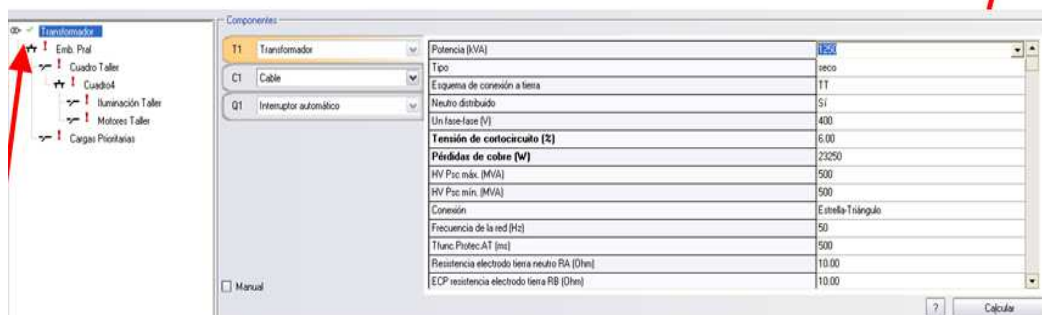 Componentes
Transformador
Emb. Pral
Cuadro Taller
Cuadro4
Iluminación Taller
Motores Taller
Cargas Prioritarias
T1 Transformador
C1 Cable
Q1 Interruptor automático
Manual
Potencia (kVA) 1250
Tipo seco
Esquema de conexión a tierra TT
Neutro distribuido Sí
Un fase-fase (V) 400
Tensión de cortocircuito (%) 6.00
Pérdidas de cobre (W) 23250
HV Psc máx. (MVA) 500
HV Psc mín. (MVA) 500
Conexión Estrella-Triángulo
Frecuencia de la red (Hz) 50
Tfunc.Protec.AT (ms) 500
Resistencia electrodo tierra neutro RA (Ohm) 10.00
ECP resistencia electrodo tierra RB (Ohm) 10.00
? Calcular